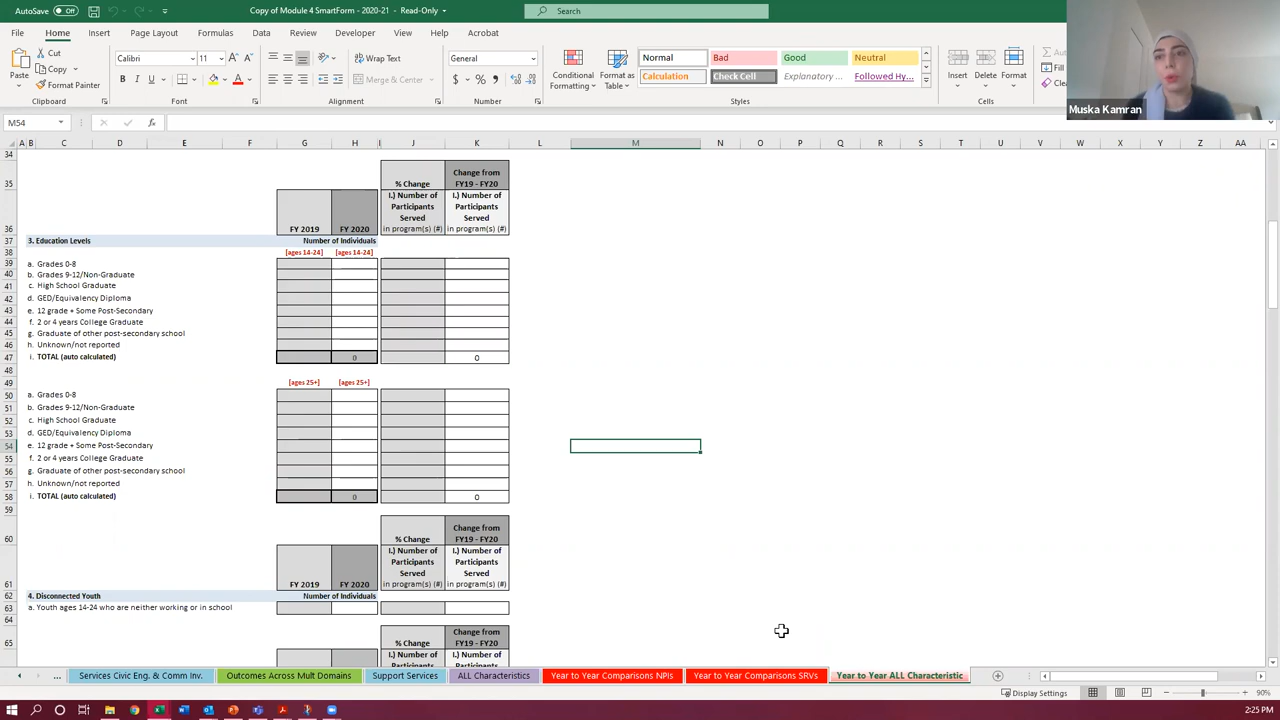 AutoSave Off Copy of Module 4 SmartForm - 2020-21 - Read-Only Search
File Home Insert Page Layout Formulas Data Review View Developer Help Acrobat
Paste Cut Copy Format Painter Clipboard
Calibri 11 B I U Font
Wrap Text Merge & Center Alignment
General $ % Number
Conditional Formatting Format as Table
Normal Bad Good Neutral
Calculation Check Cell Explanatory ... Followed Hy... Styles
Insert Delete Format Cells
Muska Kamran
M54 fx
A B C D E F G H I J K L M N O P Q R S T U V W X Y Z AA
34
35 % Change Change from FY19 - FY20
36 FY 2019 FY 2020 I.) Number of Participants Served in program(s) (#) I.) Number of Participants Served in program(s) (#)
37 3. Education Levels Number of Individuals
38 [ages 14-24] [ages 14-24]
39 a. Grades 0-8
40 b. Grades 9-12/Non-Graduate
41 c. High School Graduate
42 d. GED/Equivalency Diploma
43 e. 12 grade + Some Post-Secondary
44 f. 2 or 4 years College Graduate
45 g. Graduate of other post-secondary school
46 h. Unknown/not reported
47 i. TOTAL (auto calculated) 0 0
48
49 [ages 25+] [ages 25+]
50 a. Grades 0-8
51 b. Grades 9-12/Non-Graduate
52 c. High School Graduate
53 d. GED/Equivalency Diploma
54 e. 12 grade + Some Post-Secondary
55 f. 2 or 4 years College Graduate
56 g. Graduate of other post-secondary school
57 h. Unknown/not reported
58 i. TOTAL (auto calculated) 0 0
59
60 % Change Change from FY19 - FY20
61 FY 2019 FY 2020 I.) Number of Participants Served in program(s) (#) I.) Number of Participants Served in program(s) (#)
62 4. Disconnected Youth Number of Individuals
63 a. Youth ages 14-24 who are neither working or in school
64
65 % Change Change from FY19 - FY20
I.) Number of Participants I.) Number of Participants
... Services Civic Eng. & Comm Inv. Outcomes Across Mult Domains Support Services ALL Characteristics Year to Year Comparisons NPIs Year to Year Comparisons SRVs Year to Year ALL Characteristic
Display Settings 90%
2:25 PM